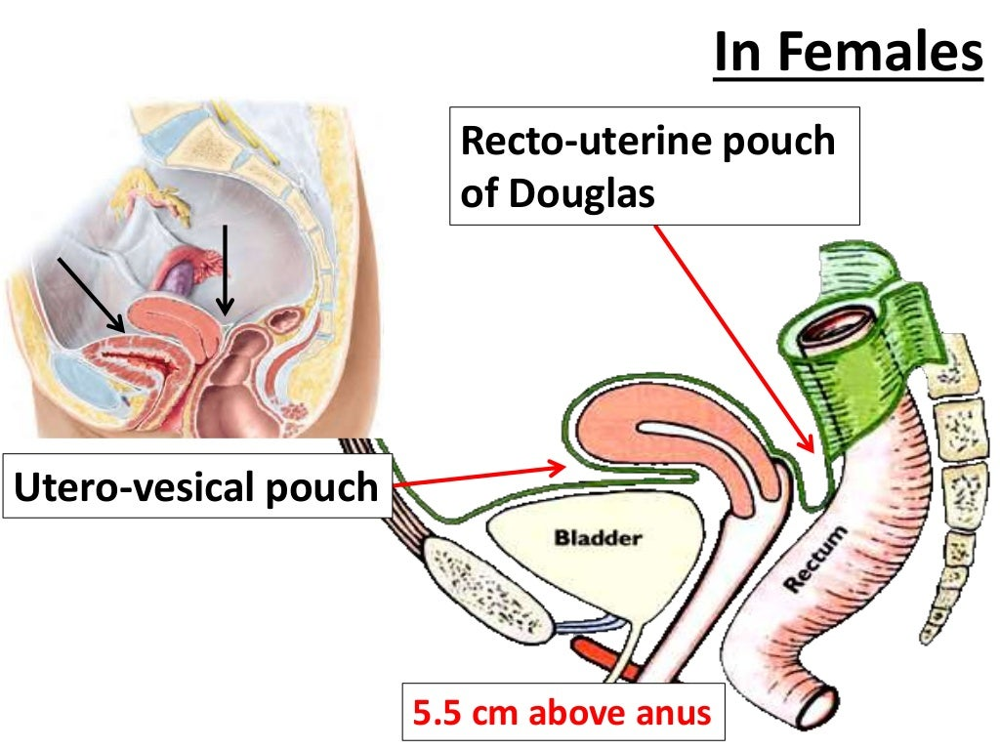 In Females
Recto-uterine pouch
of Douglas
Utero-vesical pouch
Bladder
Rectum
5.5 cm above anus